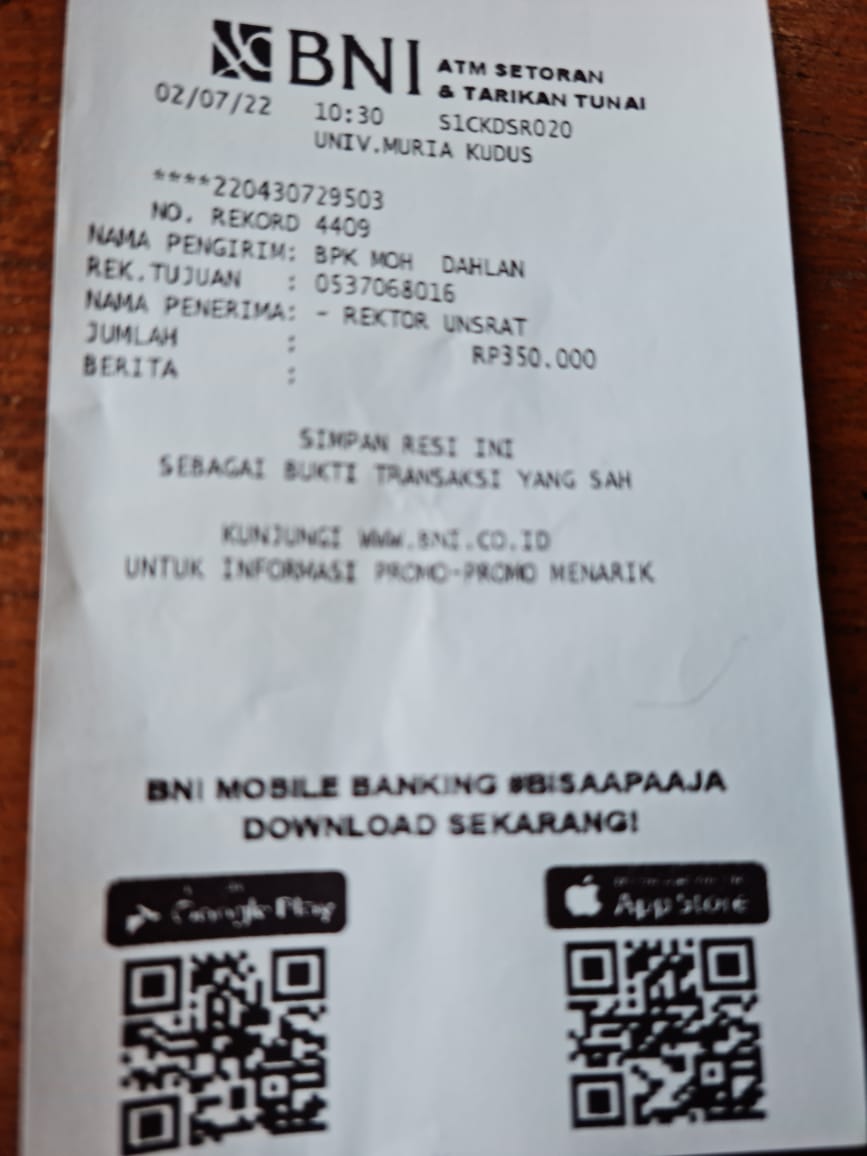 BNI ATM SETORAN
& TARIKAN TUNAI
02/07/22 10:30 S1CKDSR020
UNIV.MURIA KUDUS
****220430729503
NO. REKORD 4409
NAMA PENGIRIM: BPK MOH DAHLAN
REK.TUJUAN : 0537068016
NAMA PENERIMA: - REKTOR UNSRAT
JUMLAH : RP350.000
BERITA :
SIMPAN RESI INI
SEBAGAI BUKTI TRANSAKSI YANG SAH
KUNJUNGI WWW.BNI.CO.ID
UNTUK INFORMASI PROMO-PROMO MENARIK
BNI MOBILE BANKING #BISAAPAAJA
DOWNLOAD SEKARANG!
Google Play
App Store